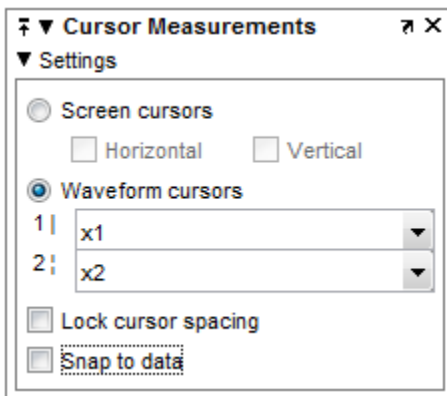 Cursor Measurements
Settings
Screen cursors
Horizontal Vertical
Waveform cursors
1 x1
2 x2
Lock cursor spacing
Snap to data